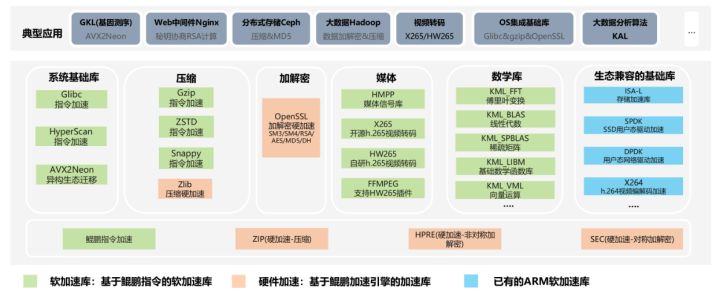 典型应用
GKL(基因测序)
AVX2Neon
Web中间件Nginx
秘钥协商RSA计算
分布式存储Ceph
压缩&MD5
大数据Hadoop
数据加解密&压缩
视频转码
X265/HW265
OS集成基础库
Glibc&gzip&OpenSSL
大数据分析算法
KAL
...
系统基础库
Glibc
指令加速
HyperScan
指令加速
AVX2Neon
异构生态迁移
压缩
Gzip
指令加速
ZSTD
指令加速
Snappy
指令加速
Zlib
压缩硬加速
加解密
OpenSSL
加解密硬加速
SM3/SM4/RSA/
AES/MD5/DH
媒体
HMPP
媒体信号库
X265
开源h.265视频转码
HW265
自研h.265视频转码
FFMPEG
支持HW265插件
数学库
KML_FFT
傅里叶变换
KML_BLAS
线性代数
KML_SPBLAS
稀疏矩阵
KML_LIBM
基础数学函数库
KML_VML
向量运算
....
生态兼容的基础库
ISA-L
存储加速库
SPDK
SSD用户态驱动加速
DPDK
用户态网络驱动加速
X264
h.264视频编解码加速
....
鲲鹏指令加速
ZIP(硬加速-压缩)
HPRE(硬加速-非对称加
解密)
SEC(硬加速-对称加解密)
软加速库：基于鲲鹏指令的软加速库
硬件加速：基于鲲鹏加速引擎的加速库
已有的ARM软加速库